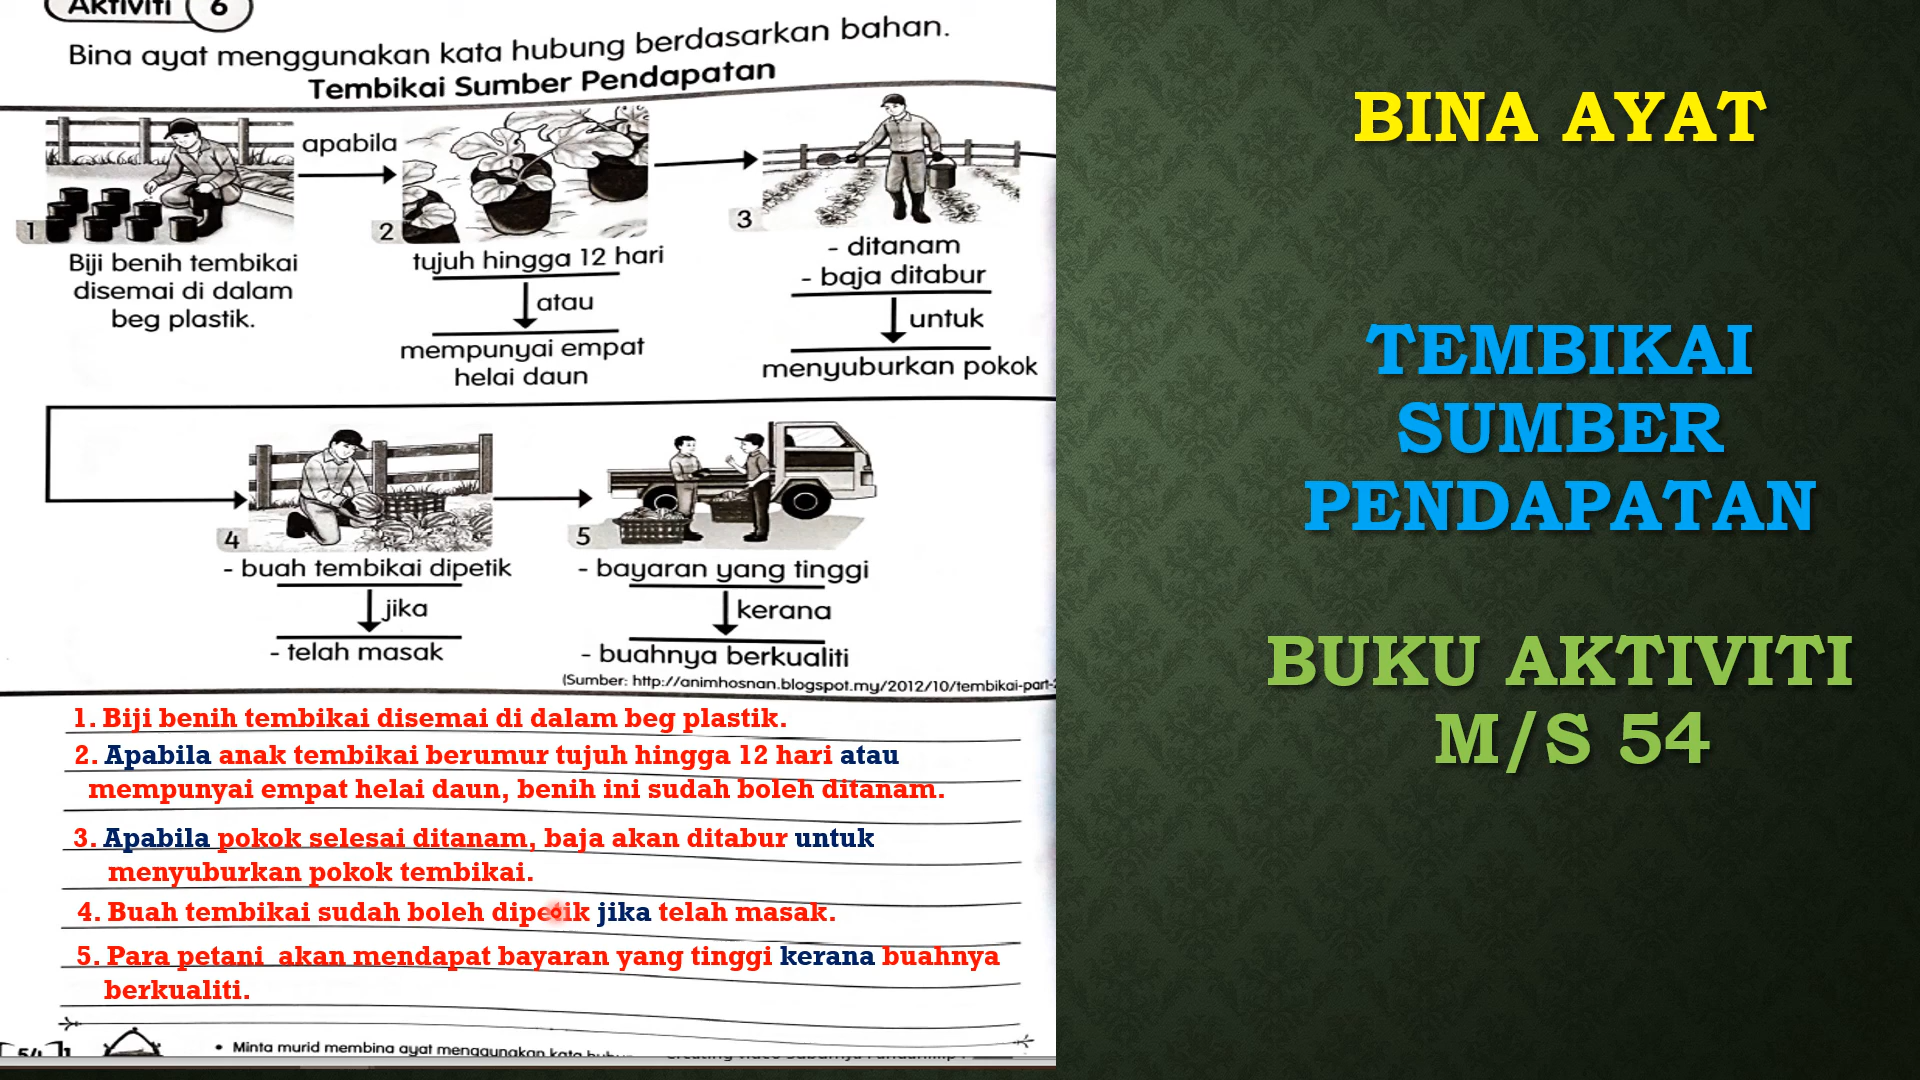 Aktiviti 6
Bina ayat menggunakan kata hubung berdasarkan bahan.
Tembikai Sumber Pendapatan
apabila
1
2
3
Biji benih tembikai
disemai di dalam
beg plastik.
tujuh hingga 12 hari
atau
mempunyai empat
helai daun
- ditanam
- baja ditabur
untuk
menyuburkan pokok
4
5
- buah tembikai dipetik
jika
- telah masak
- bayaran yang tinggi
kerana
- buahnya berkualiti
(Sumber: http://animhosnan.blogspot.my/2012/10/tembikai-part-
1. Biji benih tembikai disemai di dalam beg plastik.
2. Apabila anak tembikai berumur tujuh hingga 12 hari atau
mempunyai empat helai daun, benih ini sudah boleh ditanam.
3. Apabila pokok selesai ditanam, baja akan ditabur untuk
menyuburkan pokok tembikai.
4. Buah tembikai sudah boleh dipetik jika telah masak.
5. Para petani akan mendapat bayaran yang tinggi kerana buahnya
berkualiti.
54
• Minta murid membina ayat menggunakan kata
BINA AYAT
TEMBIKAI
SUMBER
PENDAPATAN
BUKU AKTIVITI
M/S 54